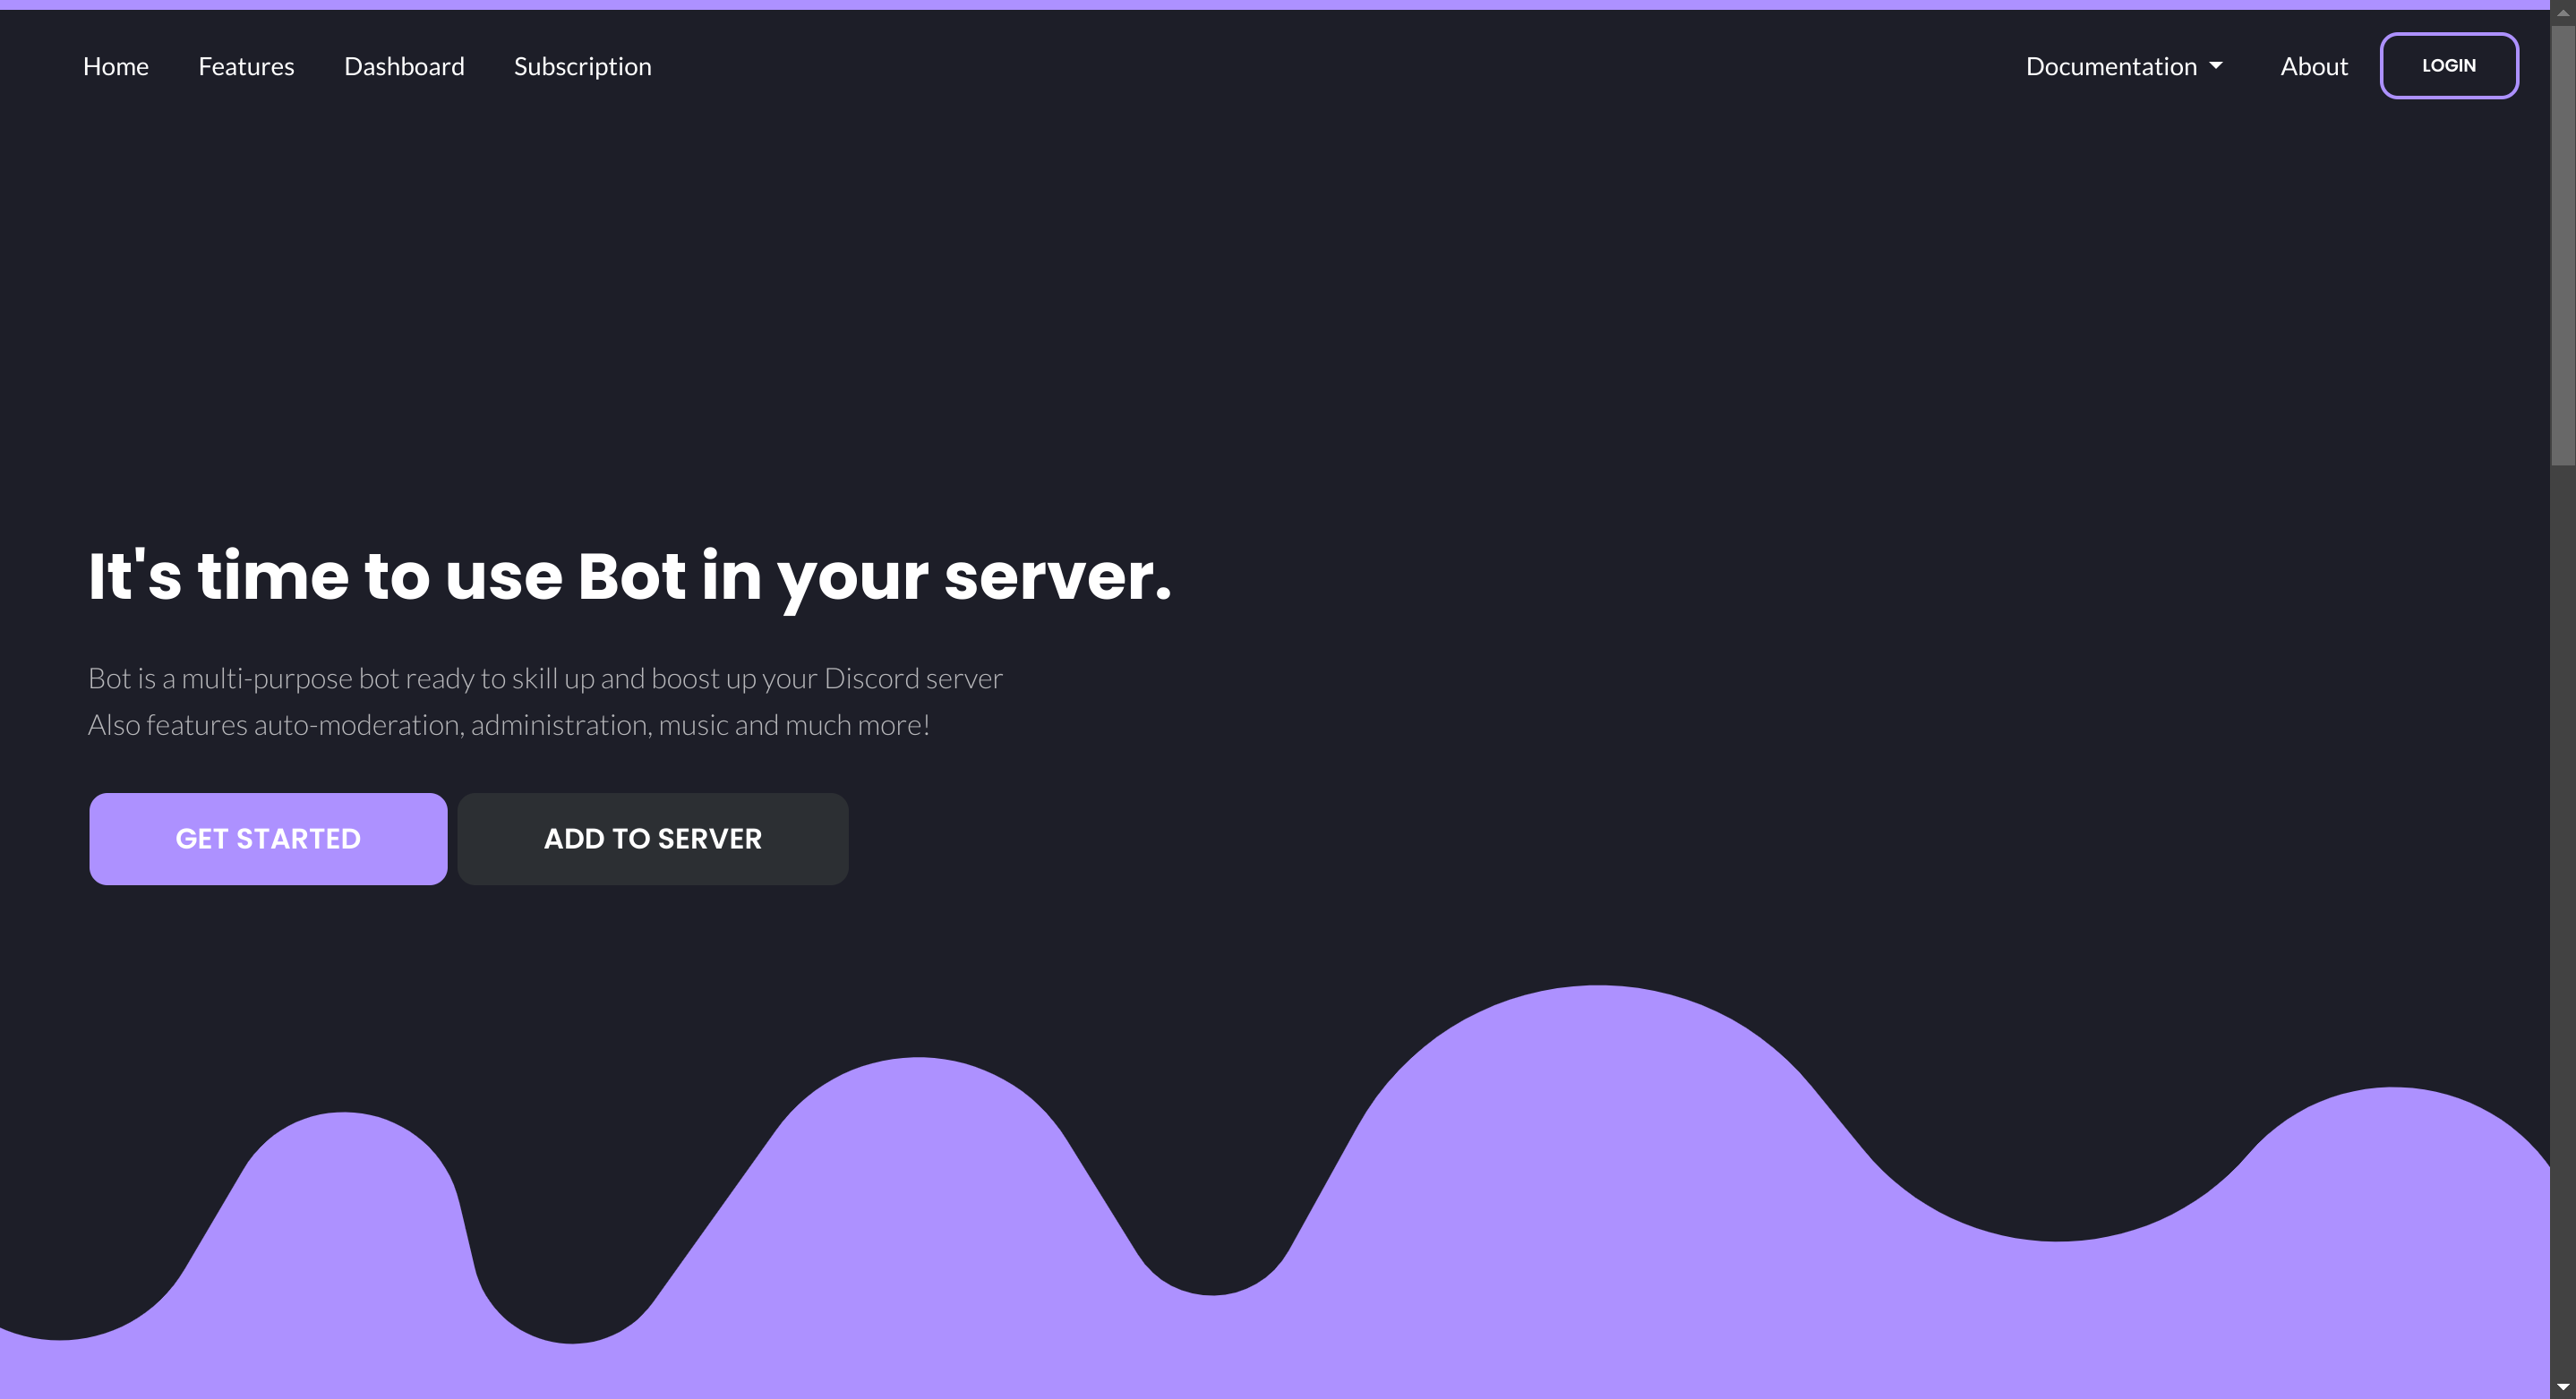 Home Features Dashboard Subscription Documentation About LOGIN
It's time to use Bot in your server.
Bot is a multi-purpose bot ready to skill up and boost up your Discord server
Also features auto-moderation, administration, music and much more!
GET STARTED ADD TO SERVER